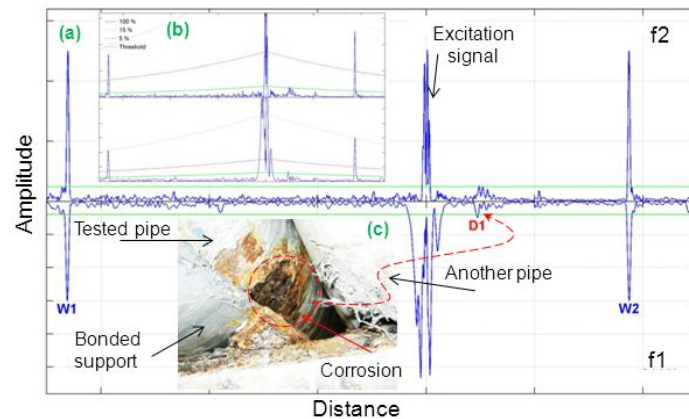 (a)
(b)
f2
100 %
15 %
5 %
Threshold
Excitation
signal
Amplitude
Tested pipe
(c)
D1
Another pipe
W1
W2
Bonded
support
Corrosion
f1
Distance